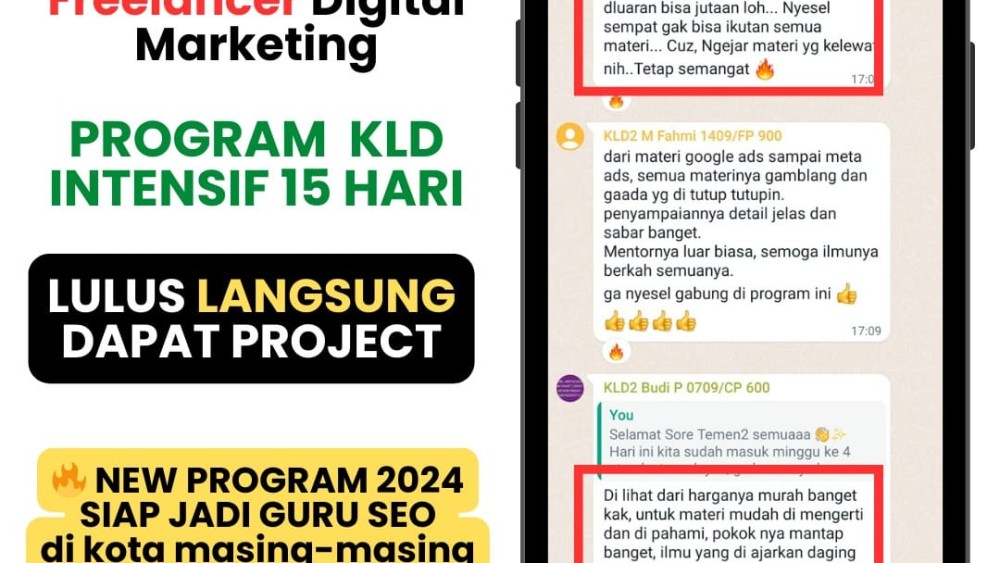 Freelancer Digital
Marketing
PROGRAM KLD
INTENSIF 15 HARI
LULUS LANGSUNG
DAPAT PROJECT
🔥 NEW PROGRAM 2024
SIAP JADI GURU SEO
di kota masing-masing
dluaran bisa jutaan loh... Nyesel
sempat gak bisa ikutan semua
materi... Cuz, Ngejar materi yg kelewat
nih..Tetap semangat 🔥
KLD2 M Fahmi 1409/FP 900
dari materi google ads sampai meta
ads, semua materinya gamblang dan
gaada yg di tutup tutupin.
penyampaiannya detail jelas dan
sabar banget.
Mentornya luar biasa, semoga ilmunya
berkah semuanya.
ga nyesel gabung di program ini 👍
👍👍👍👍
17:09
KLD2 Budi P 0709/CP 600
You
Selamat Sore Temen2 semuaaa 👏✨
Hari ini kita sudah masuk minggu ke 4
Di lihat dari harganya murah banget
kak, untuk materi mudah di mengerti
dan di pahami, pokok nya mantap
banget, ilmu yang di ajarkan daging